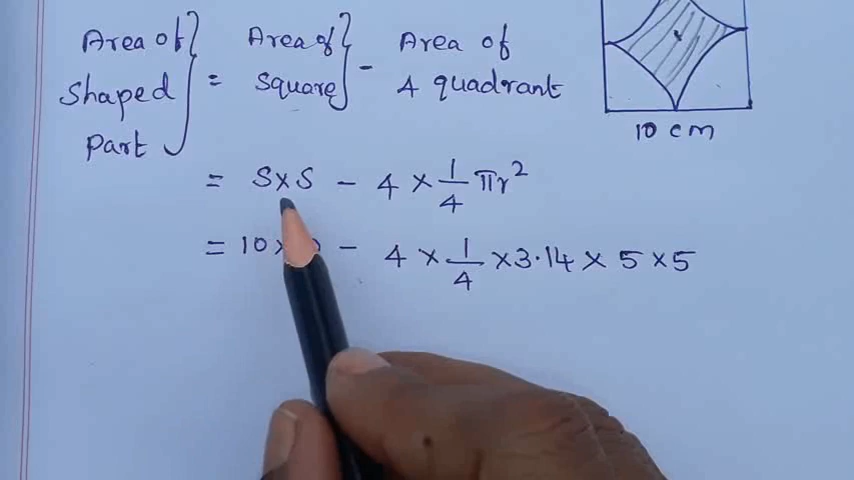 Area of } Area of } Area of
Shaped } = Square } - 4 quadrant
Part }
10 cm
= S×S - 4 × 1/4 πr²
= 10× - 4 × 1/4 ×3.14 × 5 ×5